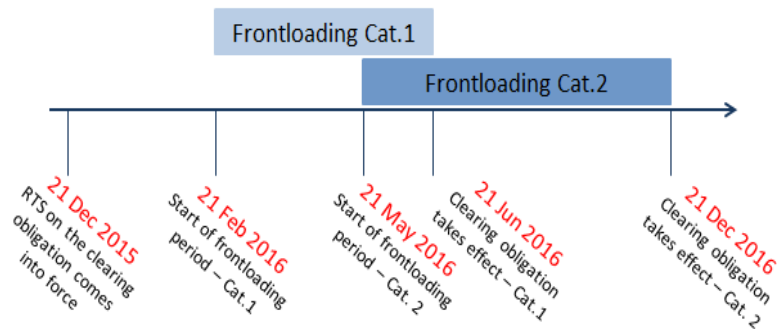 Frontloading Cat.1
Frontloading Cat.2
21 Dec 2015
RTS on the clearing
obligation comes
into force
21 Feb 2016
Start of frontloading
period – Cat.1
21 May 2016
Start of frontloading
period – Cat. 2
21 Jun 2016
Clearing obligation
takes effect – Cat.1
21 Dec 2016
Clearing obligation
takes effect – Cat. 2